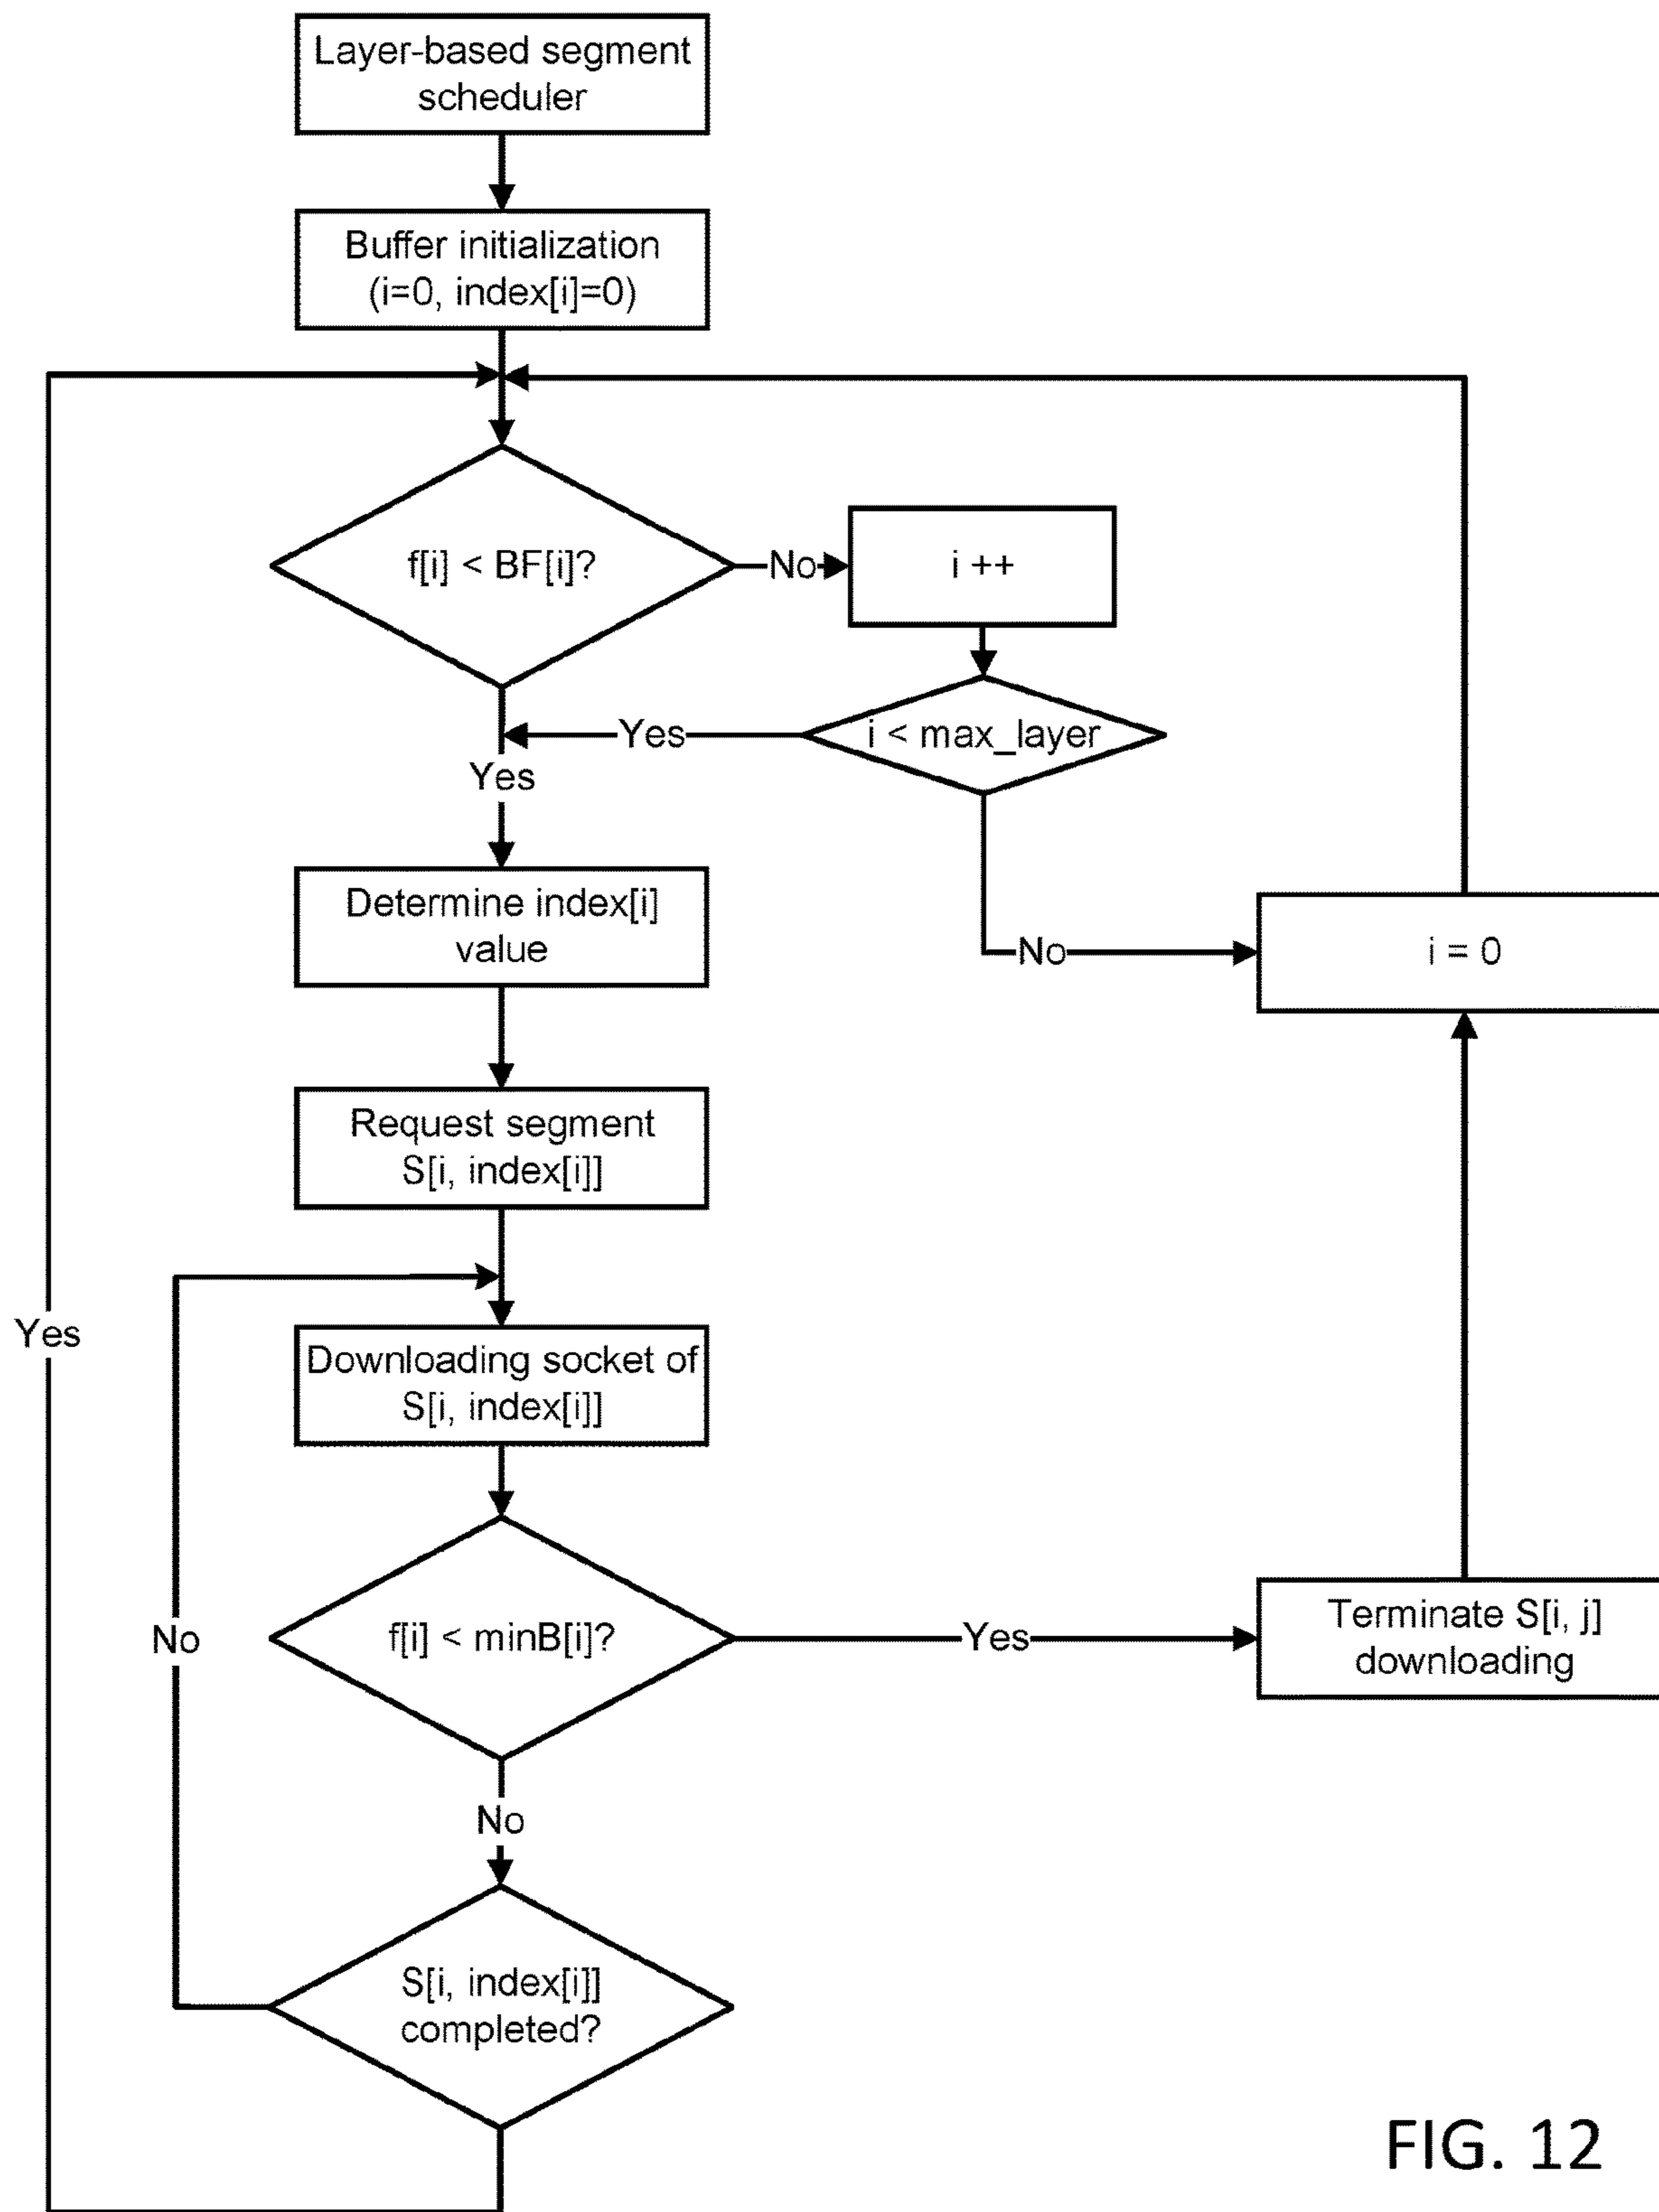 Layer-based segment
scheduler
Buffer initialization
(i=0, index[i]=0)
f[i] < BF[i]?
No
i ++
i < max_layer
Yes
Yes
Determine index[i]
value
No
i = 0
Request segment
S[i, index[i]]
Yes
Downloading socket of
S[i, index[i]]
No
f[i] < minB[i]?
Yes
Terminate S[i, j]
downloading
No
S[i, index[i]]
completed?
FIG. 12